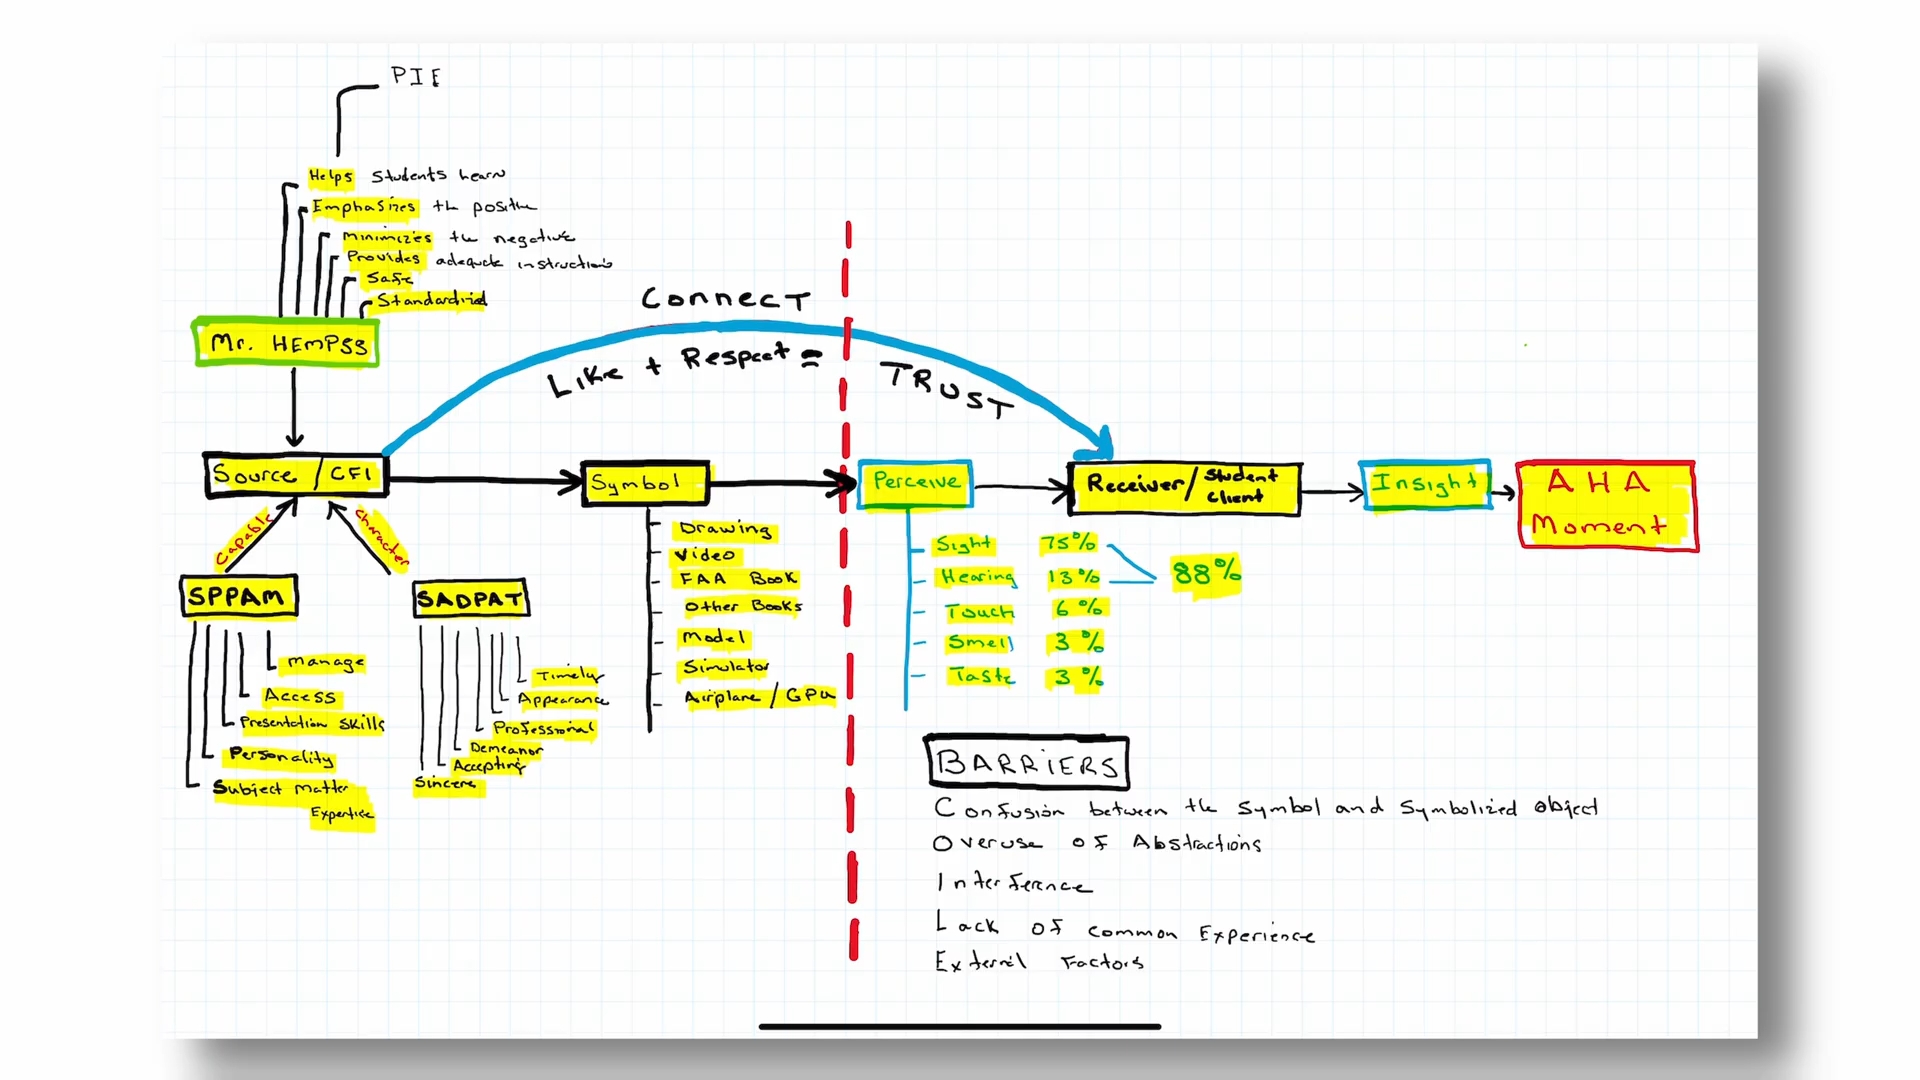 PIE
Helps Students Learn
Emphasizes the positive
Minimizes the negative
Provides adequate instruction
Safe
Standardized
Mr. HEMPSS
CONNECT
Like + Respect = TRUST
Source / CFI
Symbol
Perceive
Receiver / Student Client
Insight
AHA
Moment
Capable
Character
SPPAM
SADPAT
Manage
Access
Presentation Skills
Personality
Subject Matter
Expertise
Timely
Appearance
Professional
Demeanor
Accepting
Sincere
Drawing
Video
FAA Book
Other Books
Model
Simulator
Airplane / GPU
Sight 75%
Hearing 13%
88%
Touch 6%
Smell 3%
Taste 3%
BARRIERS
Confusion between the Symbol and Symbolized object
Overuse of Abstractions
Interference
Lack of common Experience
External Factors